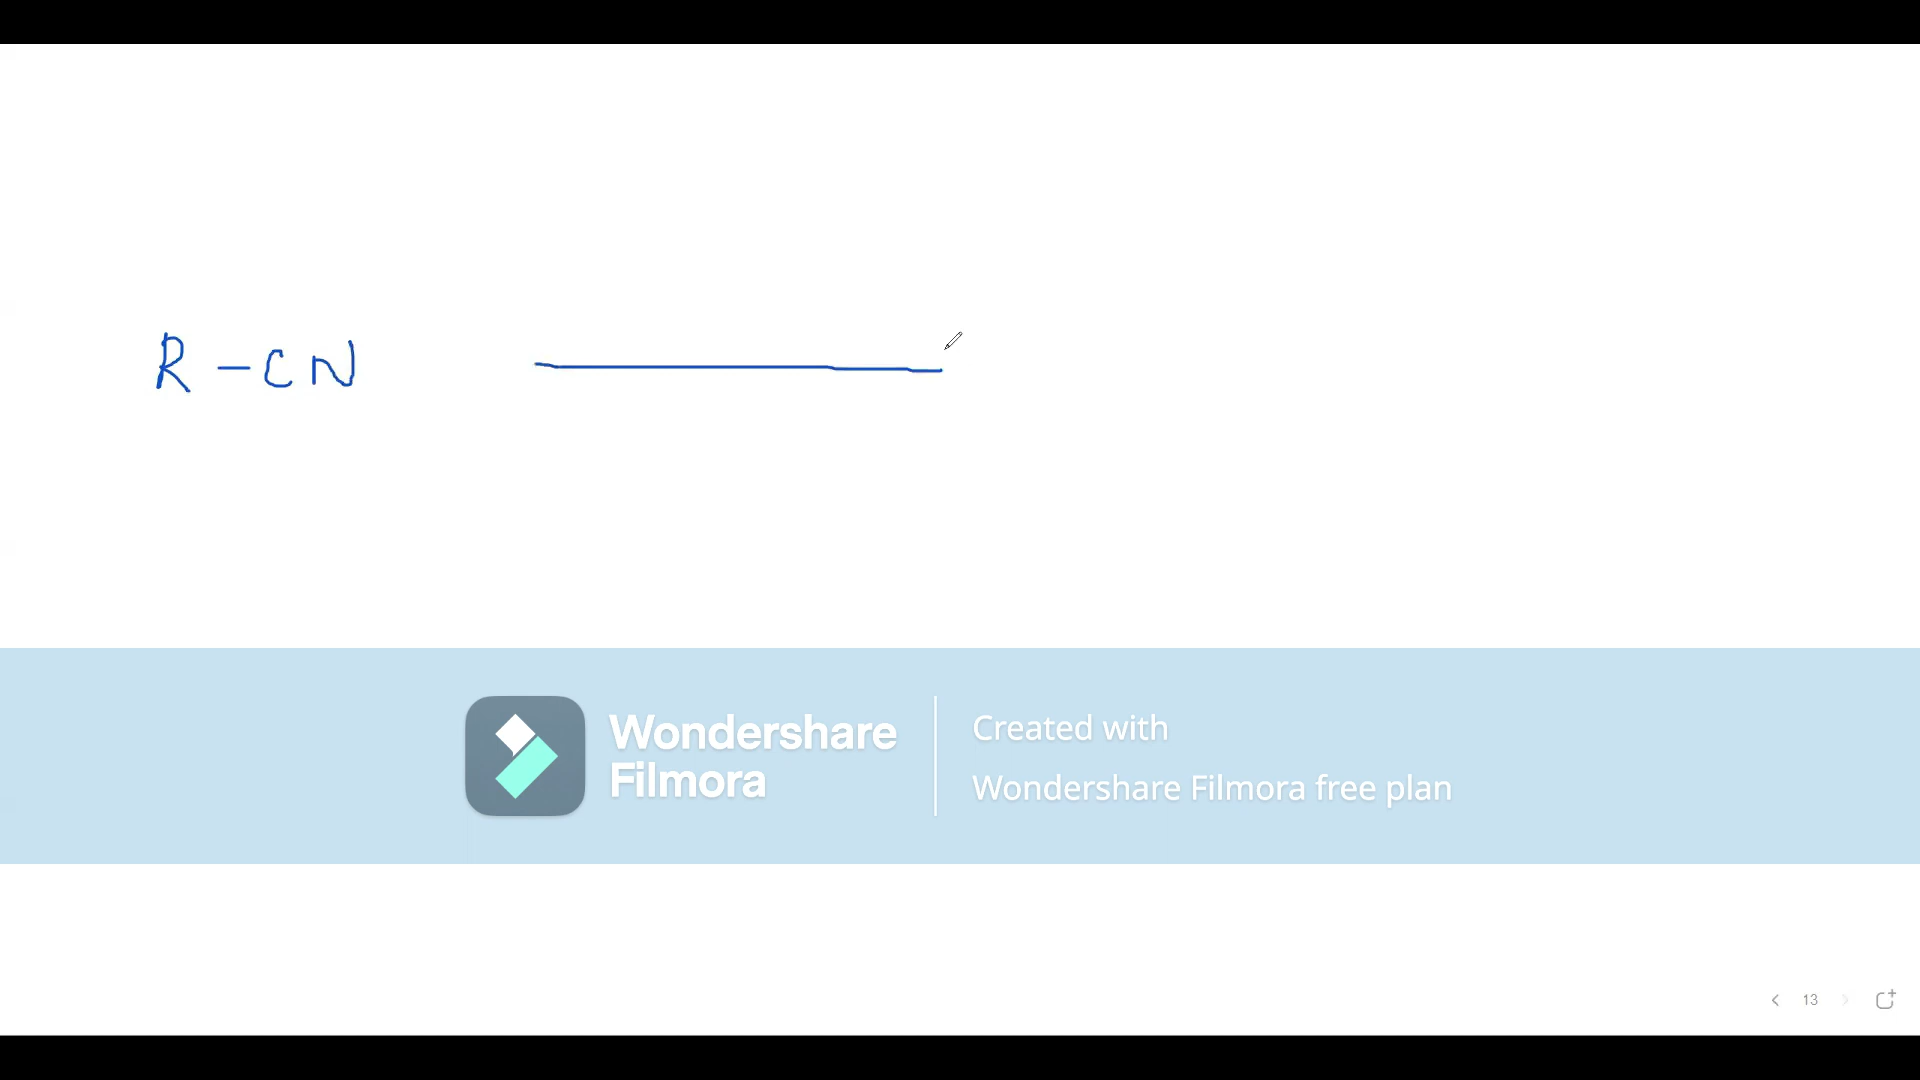 R - CN
Wondershare
Filmora
Created with
Wondershare Filmora free plan
13